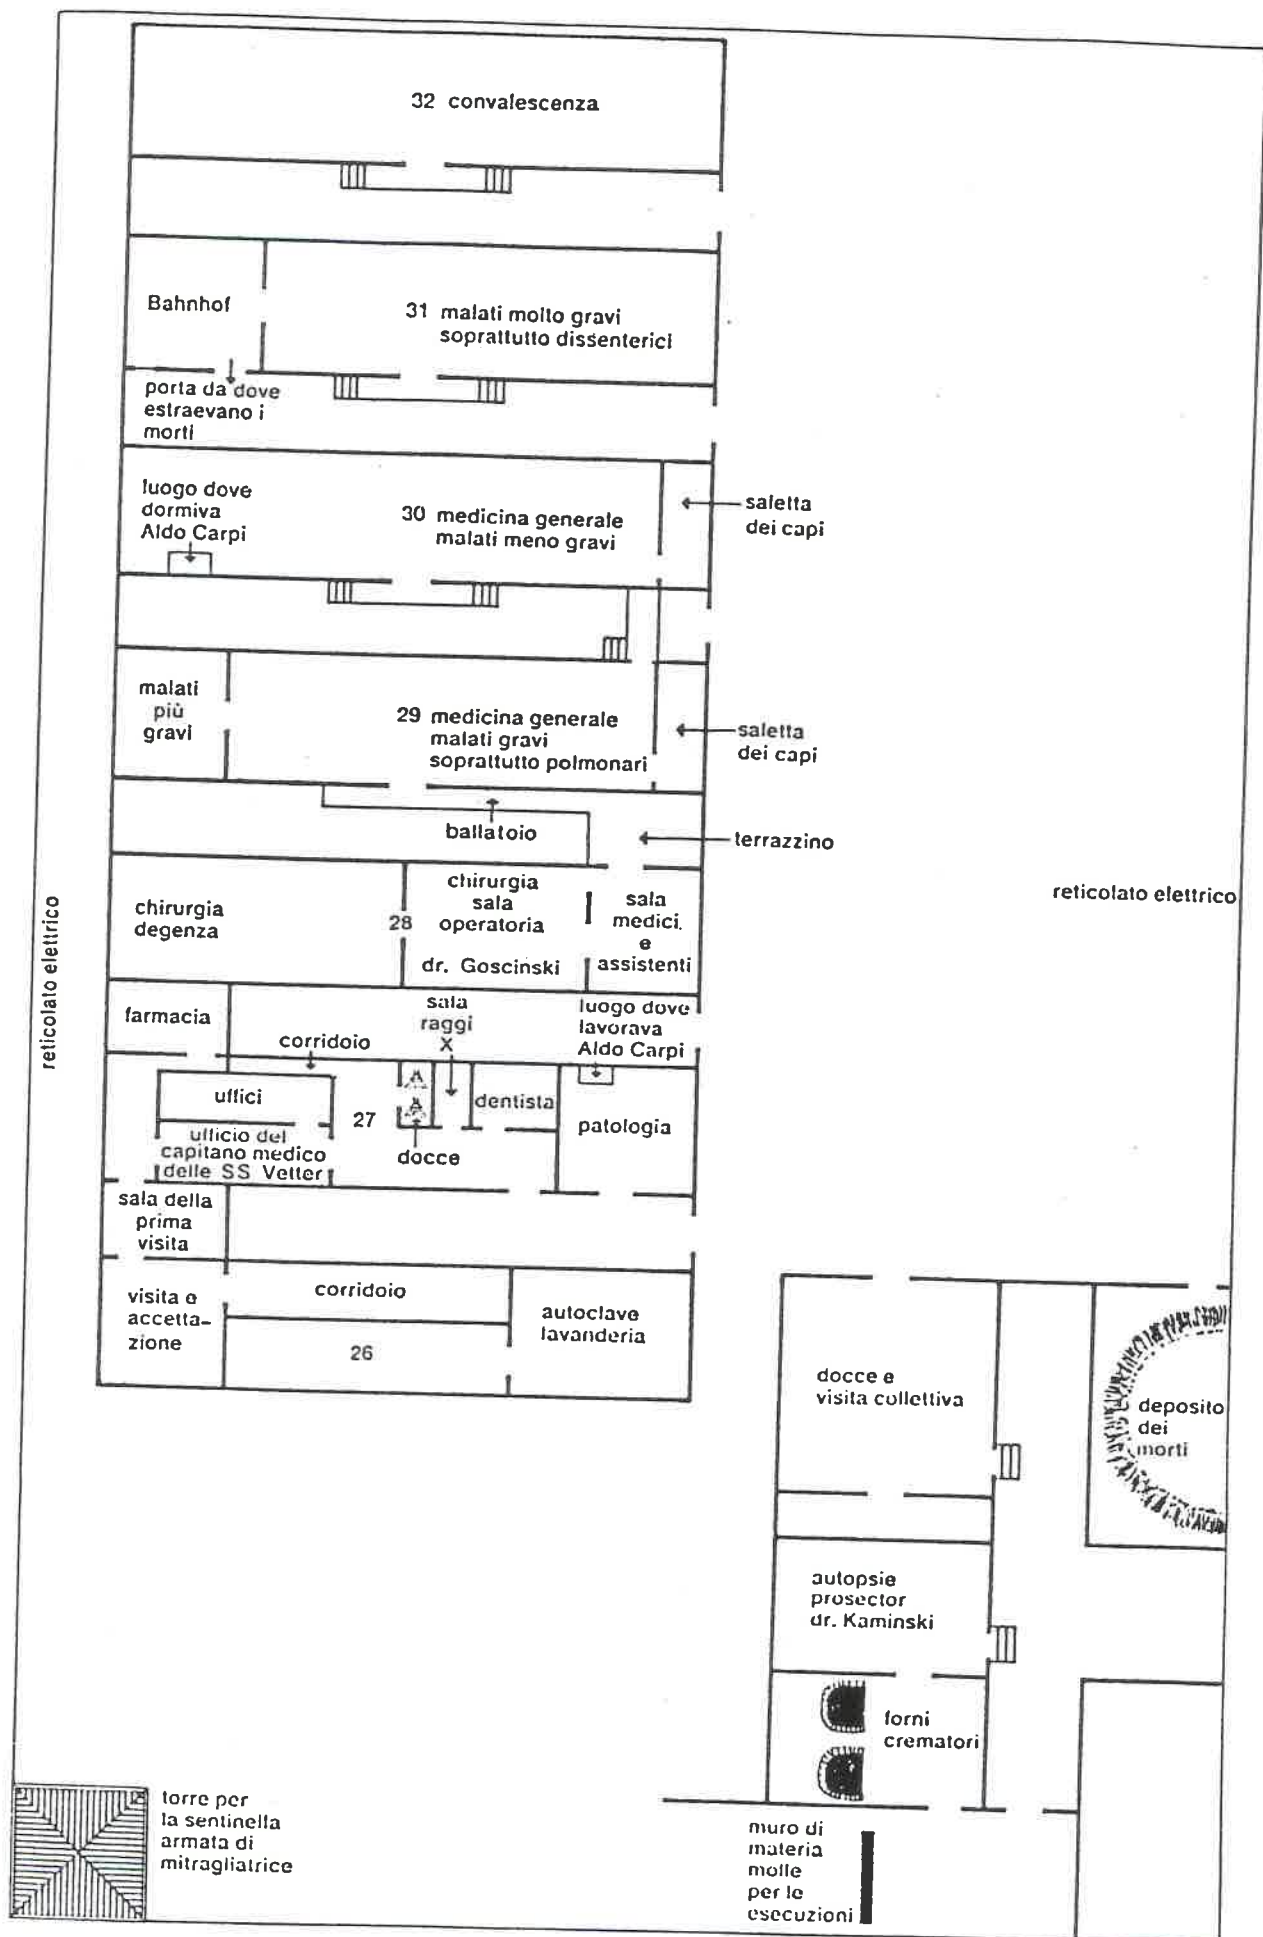 32 convalescenza
Bahnhof
31 malati molto gravi
soprattutto dissenterici
porta da dove
estraevano i
morti
luogo dove
dormiva
Aldo Carpi
30 medicina generale
malati meno gravi
saletta
dei capi
malati
più
gravi
29 medicina generale
malati gravi
soprattutto polmonari
saletta
dei capi
ballatoio
terrazzino
reticolato elettrico
reticolato elettrico
chirurgia
degenza
28
chirurgia
sala
operatoria
dr. Goscinski
sala
medici.
e
assistenti
farmacia
corridoio
sala
raggi
X
luogo dove
lavorava
Aldo Carpi
uffici
ufficio del
capitano medico
delle SS Vetter
27
docce
dentista
patologia
sala della
prima
visita
visita e
accetta-
zione
corridoio
26
autoclave
lavanderia
docce e
visita collettiva
deposito
dei
morti
autopsie
prosector
dr. Kaminski
forni
crematori
torre per
la sentinella
armata di
mitragliatrice
muro di
materia
molle
per le
esecuzioni